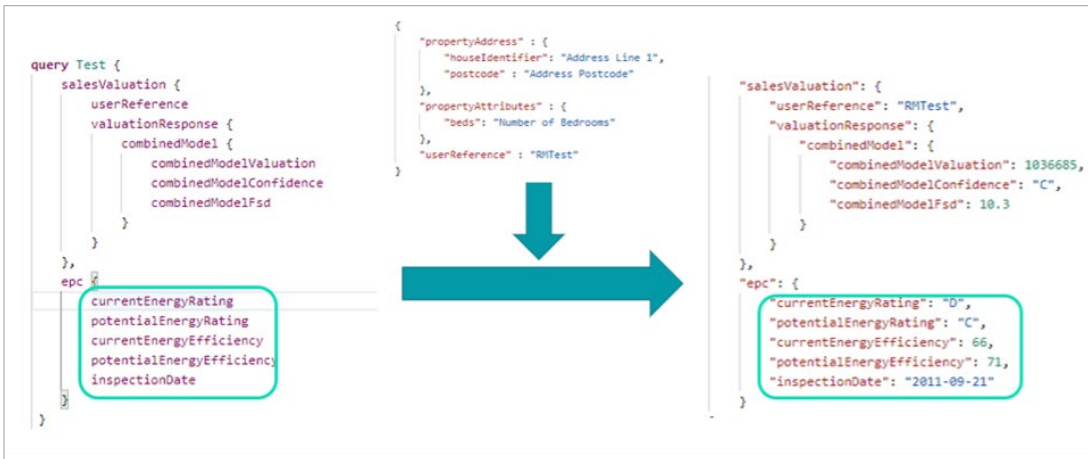 query Test {
salesValuation {
userReference
valuationResponse {
combinedModel {
combinedModelValuation
combinedModelConfidence
combinedModelFsd
}
}
},
epc {
currentEnergyRating
potentialEnergyRating
currentEnergyEfficiency
potentialEnergyEfficiency
inspectionDate
}
}
{
"propertyAddress" : {
"houseIdentifier": "Address Line 1",
"postcode" : "Address Postcode"
},
"propertyAttributes" : {
"beds": "Number of Bedrooms"
},
"userReference" : "RMTest"
}
"salesValuation": {
"userReference": "RMTest",
"valuationResponse": {
"combinedModel": {
"combinedModelValuation": 1036685,
"combinedModelConfidence": "C",
"combinedModelFsd": 10.3
}
}
},
"epc": {
"currentEnergyRating": "D",
"potentialEnergyRating": "C",
"currentEnergyEfficiency": 66,
"potentialEnergyEfficiency": 71,
"inspectionDate": "2011-09-21"
}